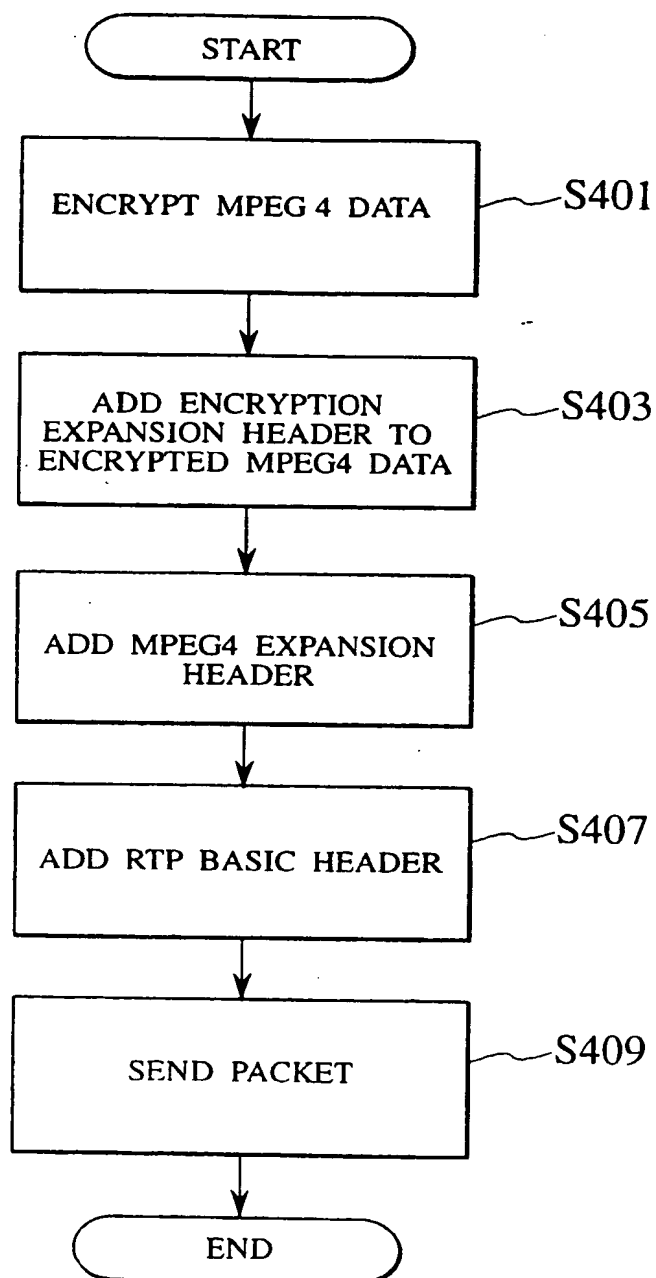 START
ENCRYPT MPEG 4 DATA
S401
ADD ENCRYPTION
EXPANSION HEADER TO
ENCRYPTED MPEG4 DATA
S403
ADD MPEG4 EXPANSION
HEADER
S405
ADD RTP BASIC HEADER
S407
SEND PACKET
S409
END